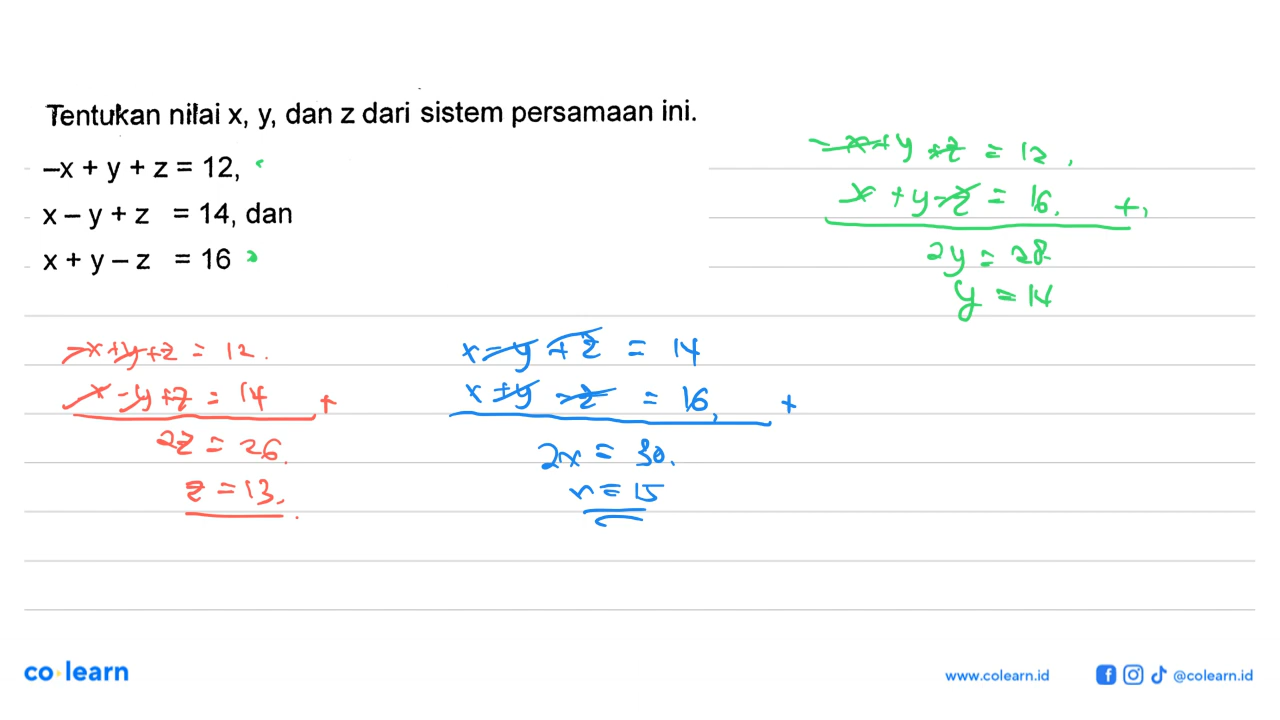 Tentukan nilai x, y, dan z dari sistem persamaan ini.
–x + y + z = 12,
x – y + z = 14, dan
x + y – z = 16
-x+y+z = 12.
x-y+z = 14 +
2z = 26.
z = 13.
x-y+z = 14
x+y-z = 16, +
2x = 30.
x = 15
-x+y+z = 12,
x+y-z = 16. +
2y = 28
y = 14
co learn
www.colearn.id
@colearn.id